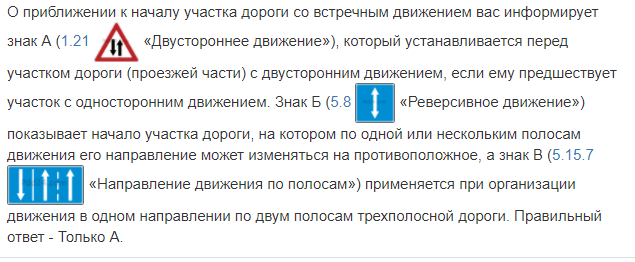 О приближении к началу участка дороги со встречным движением вас информирует
знак А (1.21 «Двустороннее движение»), который устанавливается перед
участком дороги (проезжей части) с двусторонним движением, если ему предшествует
участок с односторонним движением. Знак Б (5.8 «Реверсивное движение»)
показывает начало участка дороги, на котором по одной или нескольким полосам
движения его направление может изменяться на противоположное, а знак В (5.15.7
«Направление движения по полосам») применяется при организации
движения в одном направлении по двум полосам трехполосной дороги. Правильный
ответ - Только А.